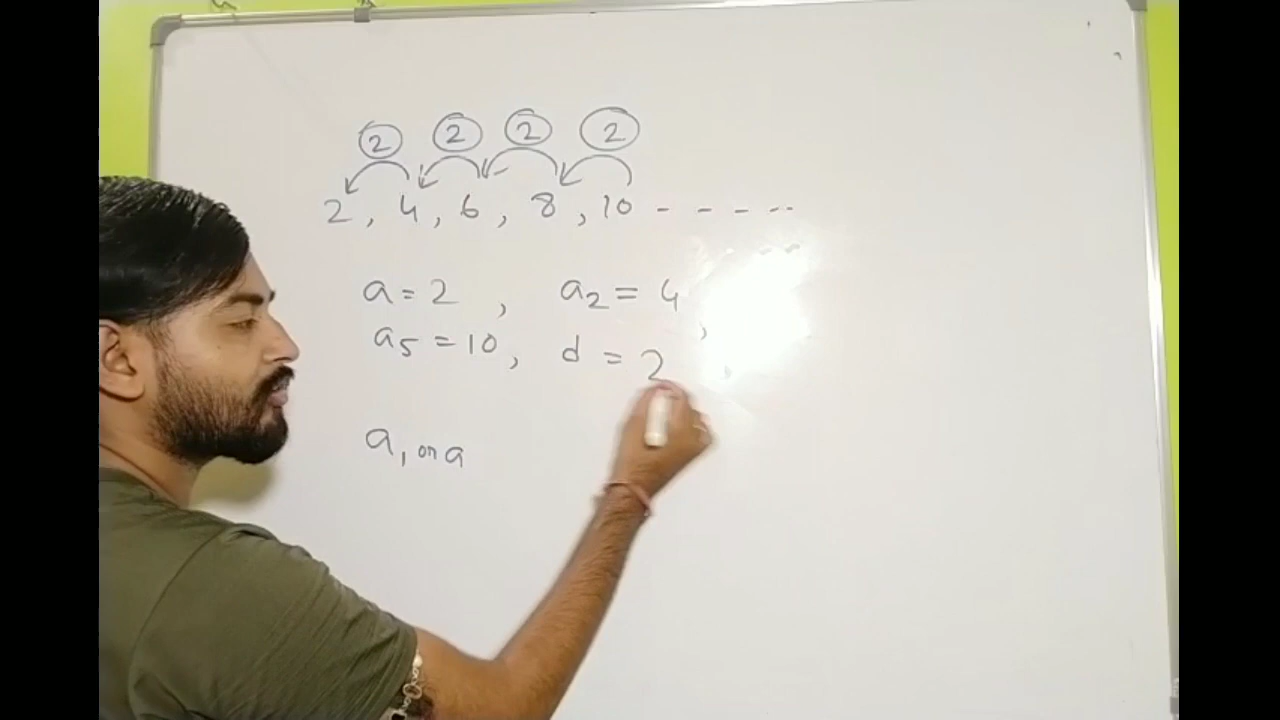 2 2 2 2
2, 4, 6, 8, 10 - - - - -
a = 2 , a₂ = 4 ,
a₅ = 10, d = 2
a₁ or a